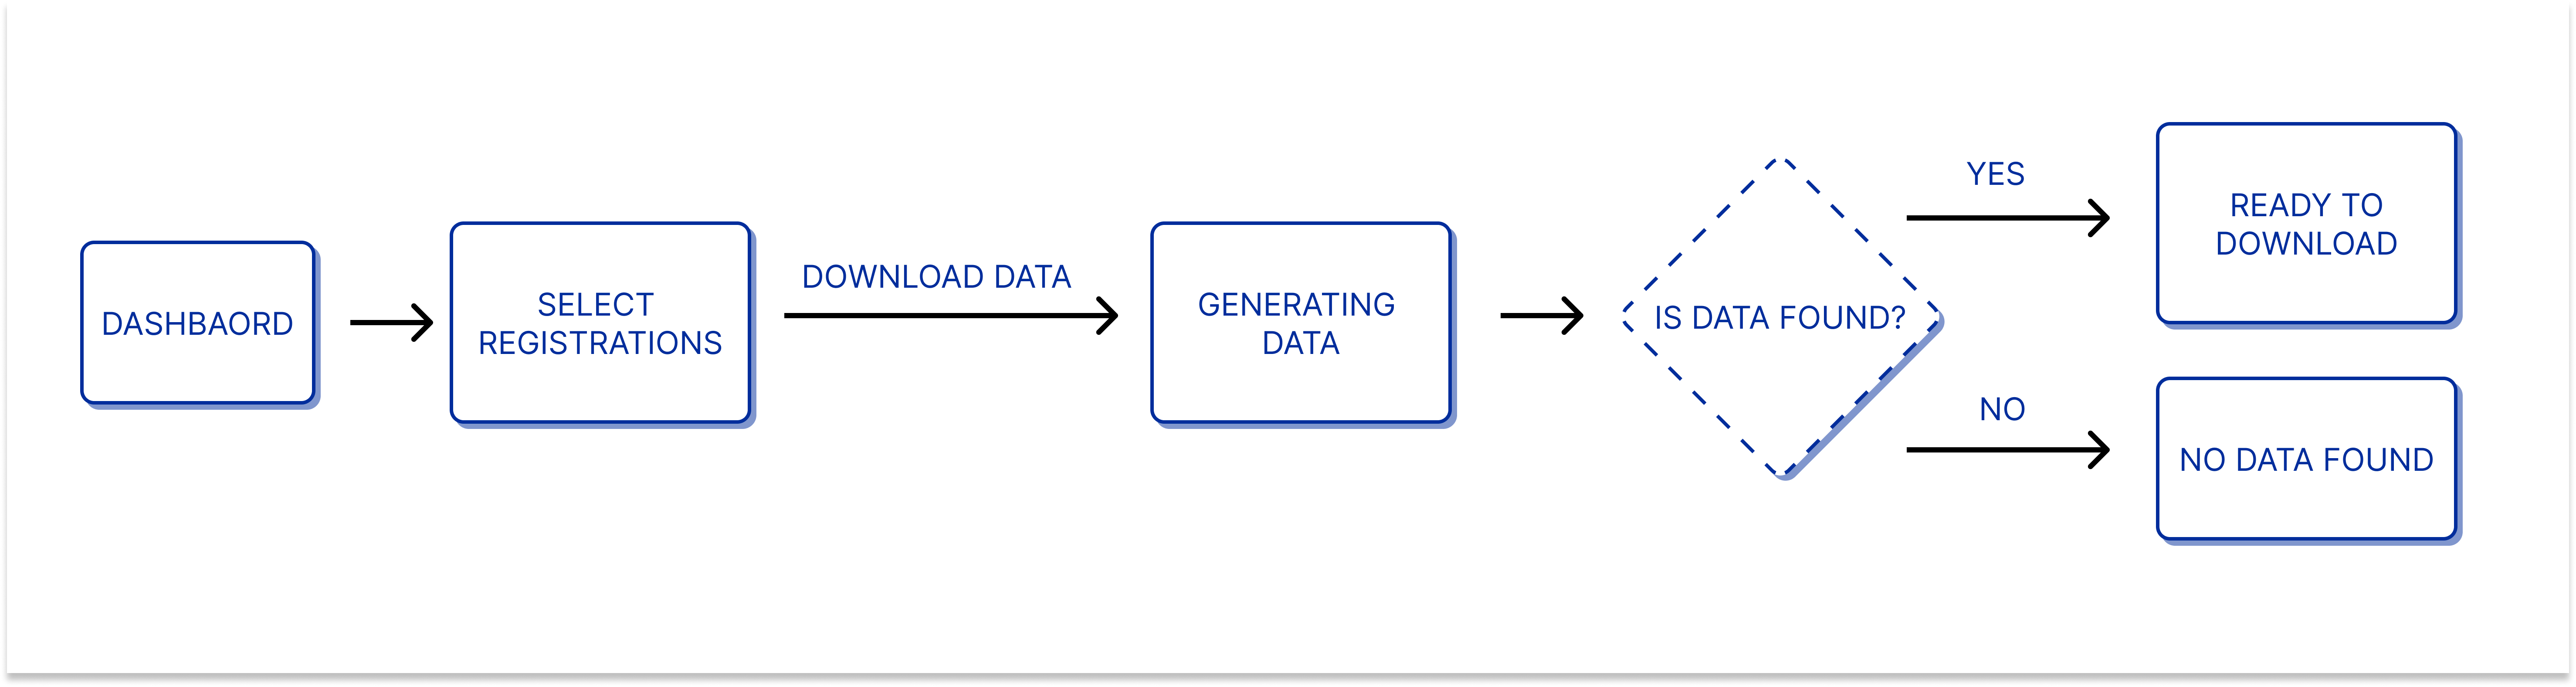 DASHBAORD
SELECT
REGISTRATIONS
DOWNLOAD DATA
GENERATING
DATA
IS DATA FOUND?
YES
READY TO
DOWNLOAD
NO
NO DATA FOUND